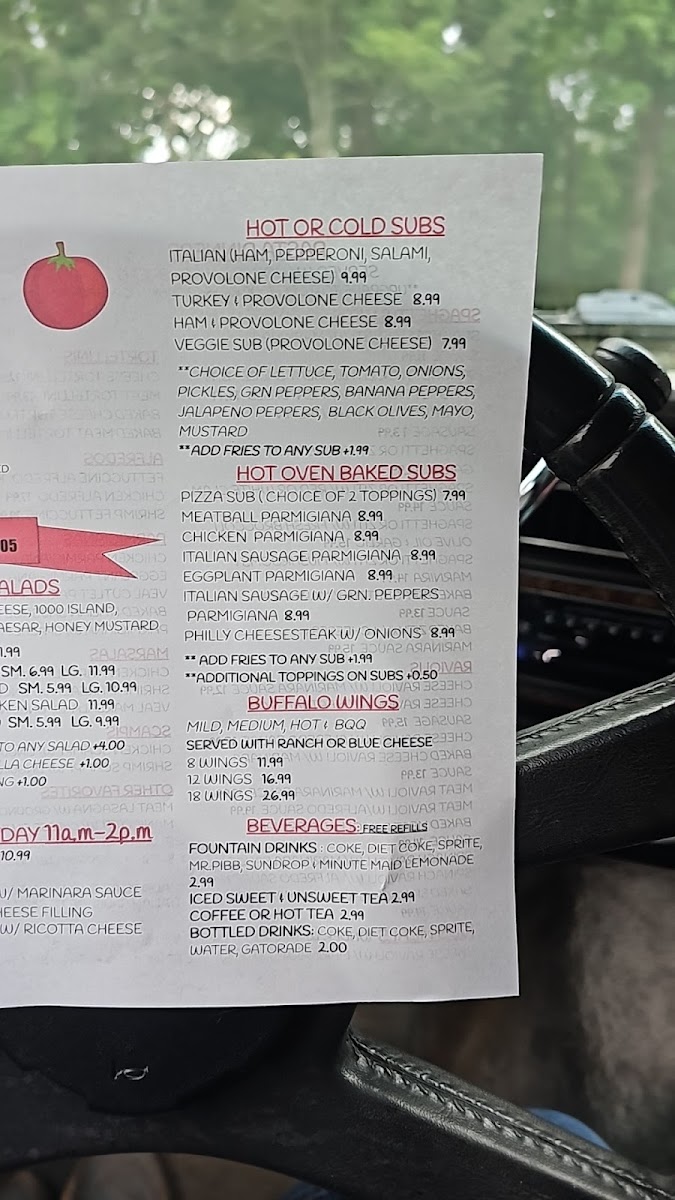 HOT OR COLD SUBS
ITALIAN (HAM, PEPPERONI, SALAMI,
PROVOLONE CHEESE) 9.99
TURKEY & PROVOLONE CHEESE 8.99
HAM & PROVOLONE CHEESE 8.99
VEGGIE SUB (PROVOLONE CHEESE) 7.99
**CHOICE OF LETTUCE, TOMATO, ONIONS,
PICKLES, GRN PEPPERS, BANANA PEPPERS,
JALAPENO PEPPERS, BLACK OLIVES, MAYO,
MUSTARD
**ADD FRIES TO ANY SUB +1.99
HOT OVEN BAKED SUBS
PIZZA SUB ( CHOICE OF 2 TOPPINGS) 7.99
MEATBALL PARMIGIANA 8.99
CHICKEN PARMIGIANA 8.99
ITALIAN SAUSAGE PARMIGIANA 8.99
EGGPLANT PARMIGIANA 8.99
ITALIAN SAUSAGE W/ GRN. PEPPERS
PARMIGIANA 8.99
PHILLY CHEESESTEAK W/ ONIONS 8.99
** ADD FRIES TO ANY SUB +1.99
**ADDITIONAL TOPPINGS ON SUBS +0.50
BUFFALO WINGS
MILD, MEDIUM, HOT & BQQ
SERVED WITH RANCH OR BLUE CHEESE
8 WINGS 11.99
12 WINGS 16.99
18 WINGS 26.99
BEVERAGES: FREE REFILLS
FOUNTAIN DRINKS : COKE, DIET COKE, SPRITE,
MR.PIBB, SUNDROP & MINUTE MAID LEMONADE
2.99
ICED SWEET & UNSWEET TEA 2.99
COFFEE OR HOT TEA 2.99
BOTTLED DRINKS: COKE, DIET COKE, SPRITE,
WATER, GATORADE 2.00
05
ALADS
EESE, 1000 ISLAND,
AESAR, HONEY MUSTARD,
1.99
SM. 6.99 LG. 11.99
D SM. 5.99 LG. 10.99
KEN SALAD 11.99
SM. 5.99 LG. 9.99
TO ANY SALAD +4.00
LLA CHEESE +1.00
NG +1.00
DAY 11a.m-2p.m
10.99
W/ MARINARA SAUCE
HEESE FILLING
W/ RICOTTA CHEESE